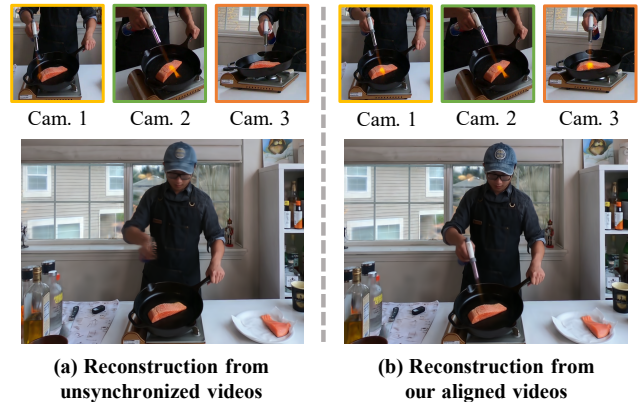 Cam. 1 Cam. 2 Cam. 3 Cam. 1 Cam. 2 Cam. 3
(a) Reconstruction from
unsynchronized videos
(b) Reconstruction from
our aligned videos